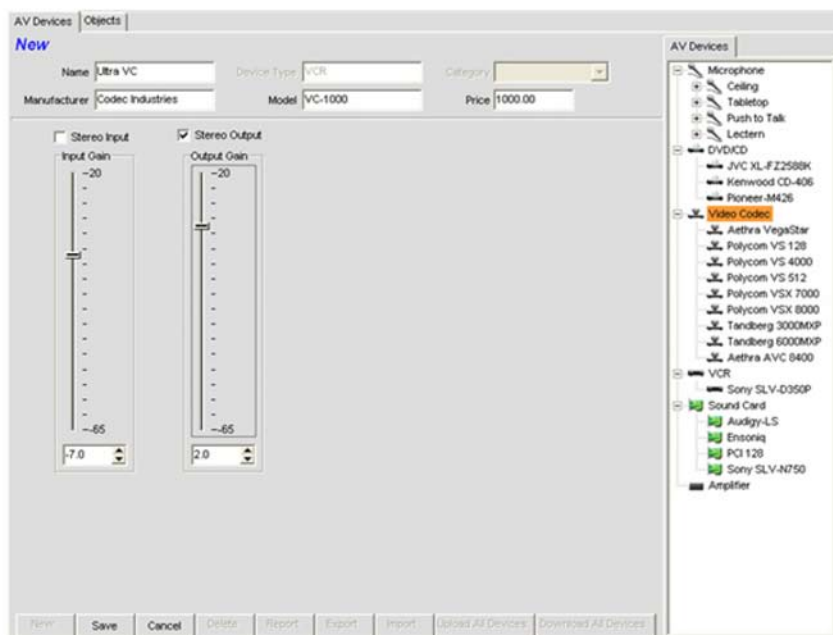 AV Devices Objects
New
Name Ultra VC Device Type VCR Category
Manufacturer Codec Industries Model VC-1000 Price 1000.00
Stereo Input Stereo Output
Input Gain Output Gain
-20 -20
--65 --65
-7.0 2.0
New Save Cancel Delete Report Export Import Upload All Devices Download All Devices
AV Devices
Microphone
Ceiling
Tabletop
Push to Talk
Lectern
DVD/CD
JVC XL-FZ258BK
Kenwood CD-406
Pioneer-M426
Video Codec
Aethra VegaStar
Polycom VS 128
Polycom VS 4000
Polycom VS 512
Polycom VSX 7000
Polycom VSX 8000
Tandberg 3000MXP
Tandberg 6000MXP
Aethra AVC 8400
VCR
Sony SLV-D350P
Sound Card
Audigy-LS
Ensoniq
PCI 128
Sony SLV-N750
Amplifier